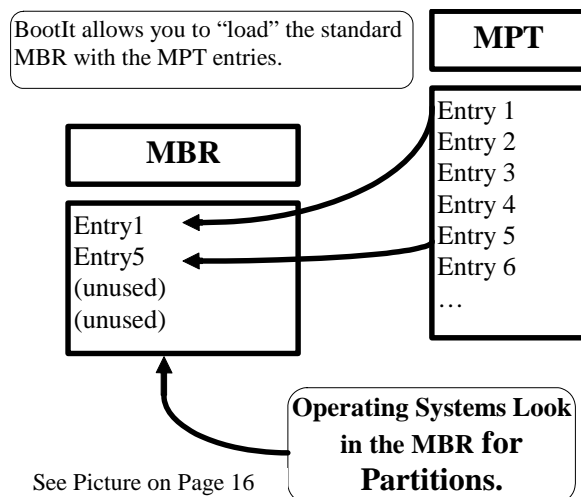 BootIt allows you to “load” the standard
MBR with the MPT entries.
MPT
Entry 1
Entry 2
Entry 3
Entry 4
Entry 5
Entry 6
…
MBR
Entry1
Entry5
(unused)
(unused)
Operating Systems Look
in the MBR for
Partitions.
See Picture on Page 16